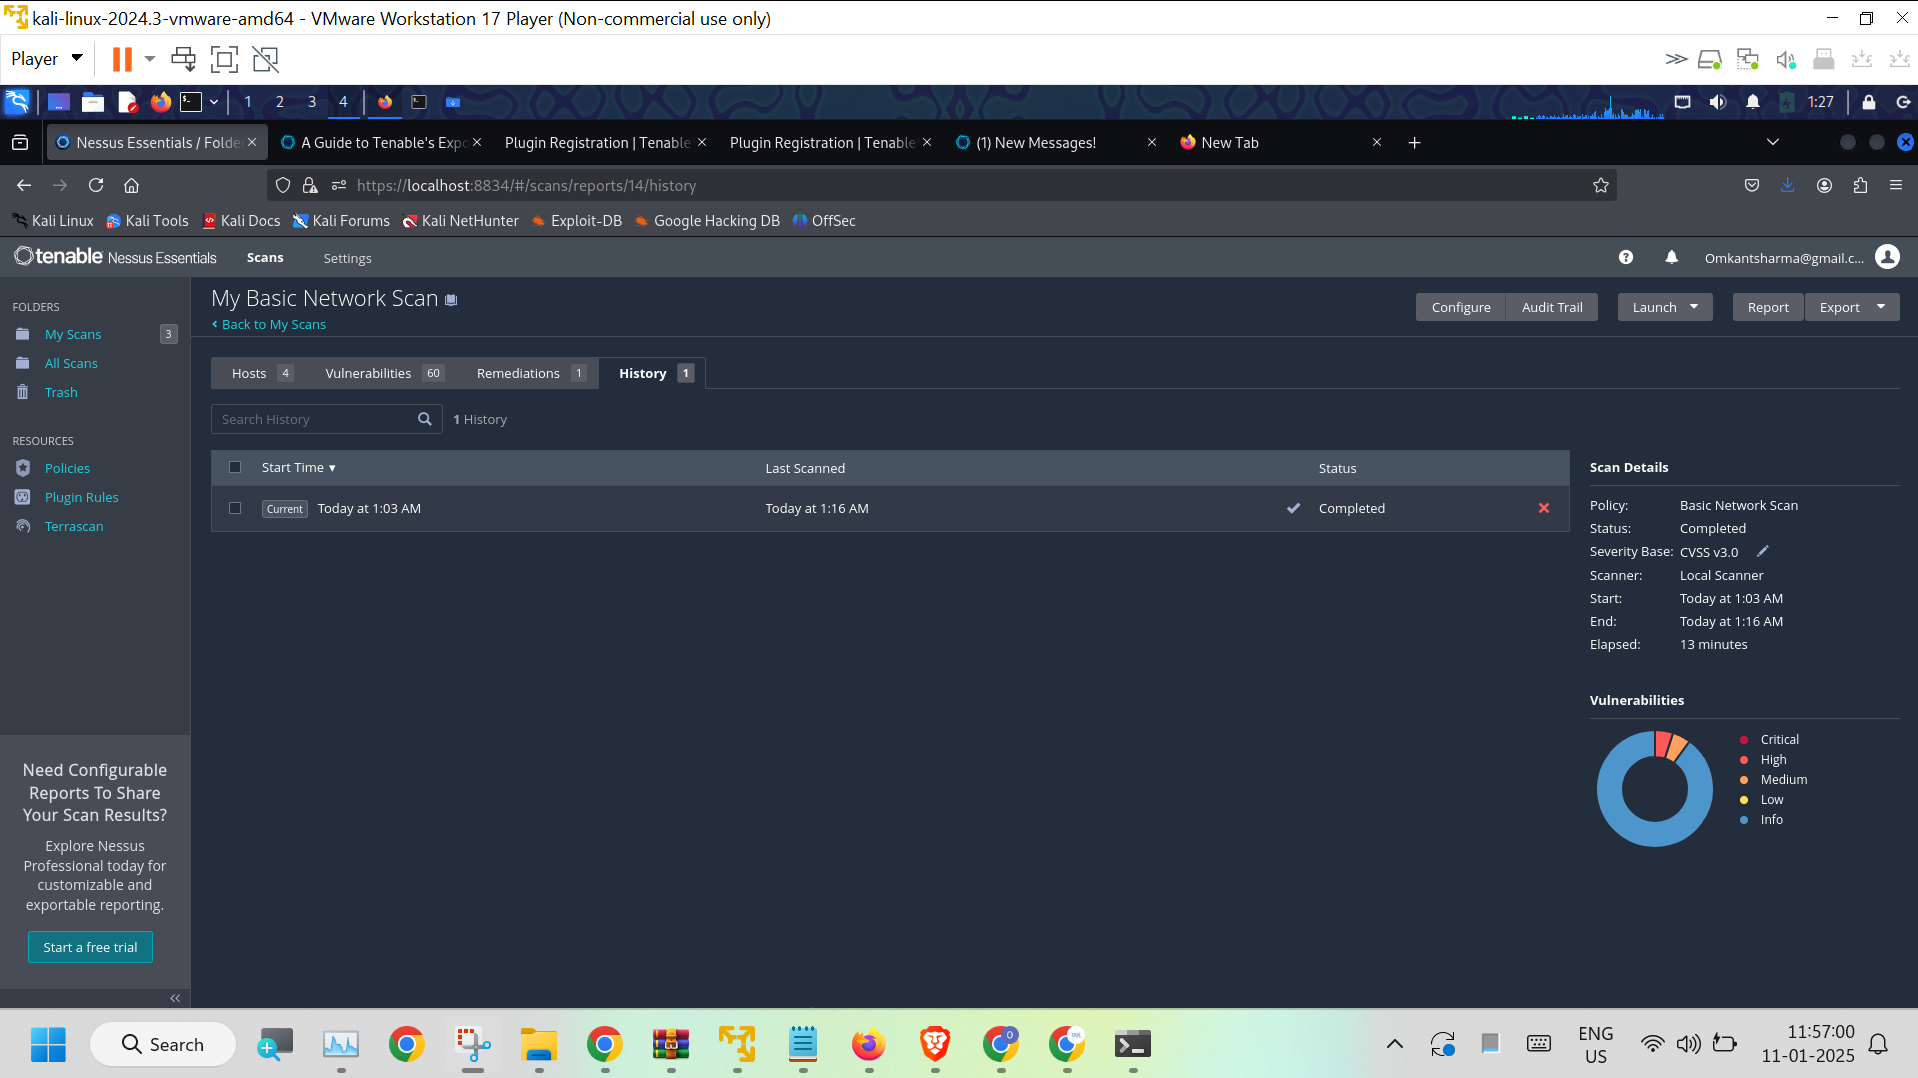 kali-linux-2024.3-vmware-amd64 - VMware Workstation 17 Player (Non-commercial use only)
Player
1 2 3 4 1:27
Nessus Essentials / Folde A Guide to Tenable's Expo Plugin Registration | Tenable Plugin Registration | Tenable (1) New Messages! New Tab
https://localhost:8834/#/scans/reports/14/history
Kali Linux Kali Tools Kali Docs Kali Forums Kali NetHunter Exploit-DB Google Hacking DB OffSec
tenable Nessus Essentials Scans Settings Omkantsharma@gmail.c...
FOLDERS
My Scans 3
All Scans
Trash
RESOURCES
Policies
Plugin Rules
Terrascan
Need Configurable
Reports To Share
Your Scan Results?
Explore Nessus
Professional today for
customizable and
exportable reporting.
Start a free trial
My Basic Network Scan
Back to My Scans
Configure Audit Trail Launch Report Export
Hosts 4 Vulnerabilities 60 Remediations 1 History 1
Search History 1 History
Start Time Last Scanned Status
Current Today at 1:03 AM Today at 1:16 AM Completed
Scan Details
Policy: Basic Network Scan
Status: Completed
Severity Base: CVSS v3.0
Scanner: Local Scanner
Start: Today at 1:03 AM
End: Today at 1:16 AM
Elapsed: 13 minutes
Vulnerabilities
Critical
High
Medium
Low
Info
Search
ENG
US
11:57:00
11-01-2025